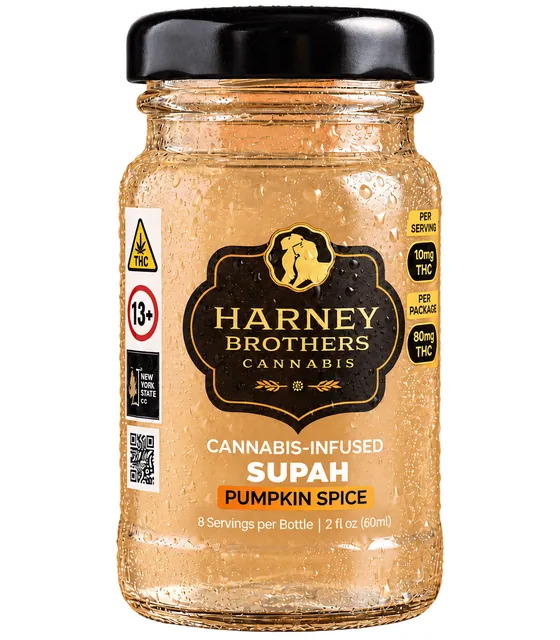 HARNEY
BROTHERS
CANNABIS
CANNABIS-INFUSED
SUPAH
PUMPKIN SPICE
8 Servings per Bottle | 2 fl oz (60ml)
THC
13+
NEW
YORK
STATE
CC
PER
SERVING
10mg
THC
PER
PACKAGE
80mg
THC